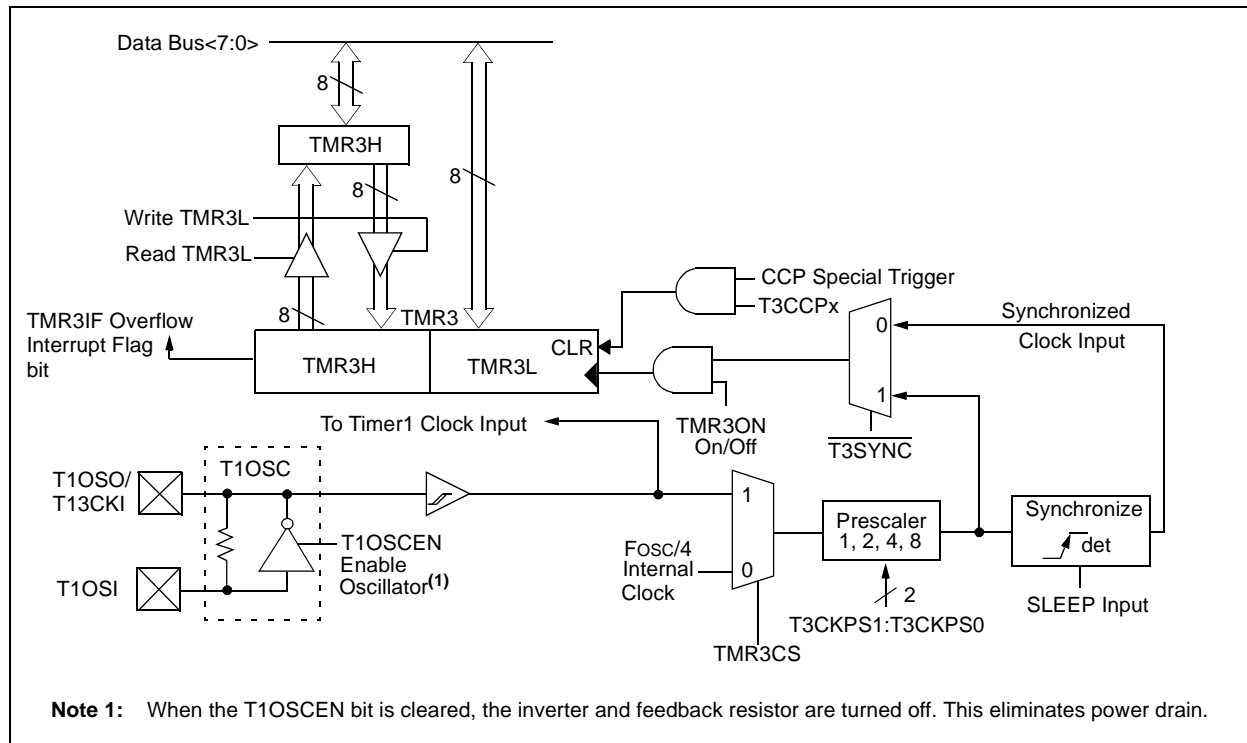 Data Bus<7:0>
8
TMR3H
8
8
Write TMR3L
Read TMR3L
8
TMR3
CCP Special Trigger
T3CCPx
TMR3IF Overflow
Interrupt Flag
bit
TMR3H
TMR3L
CLR
0
1
Synchronized
Clock Input
TMR3ON
On/Off
T3SYNC
To Timer1 Clock Input
T1OSO/
T13CKI
T1OSC
T1OSCEN
Enable
Oscillator(1)
T1OSI
FOSC/4
Internal
Clock
1
0
TMR3CS
Prescaler
1, 2, 4, 8
2
T3CKPS1:T3CKPS0
Synchronize
det
SLEEP Input
Note 1: When the T1OSCEN bit is cleared, the inverter and feedback resistor are turned off. This eliminates power drain.